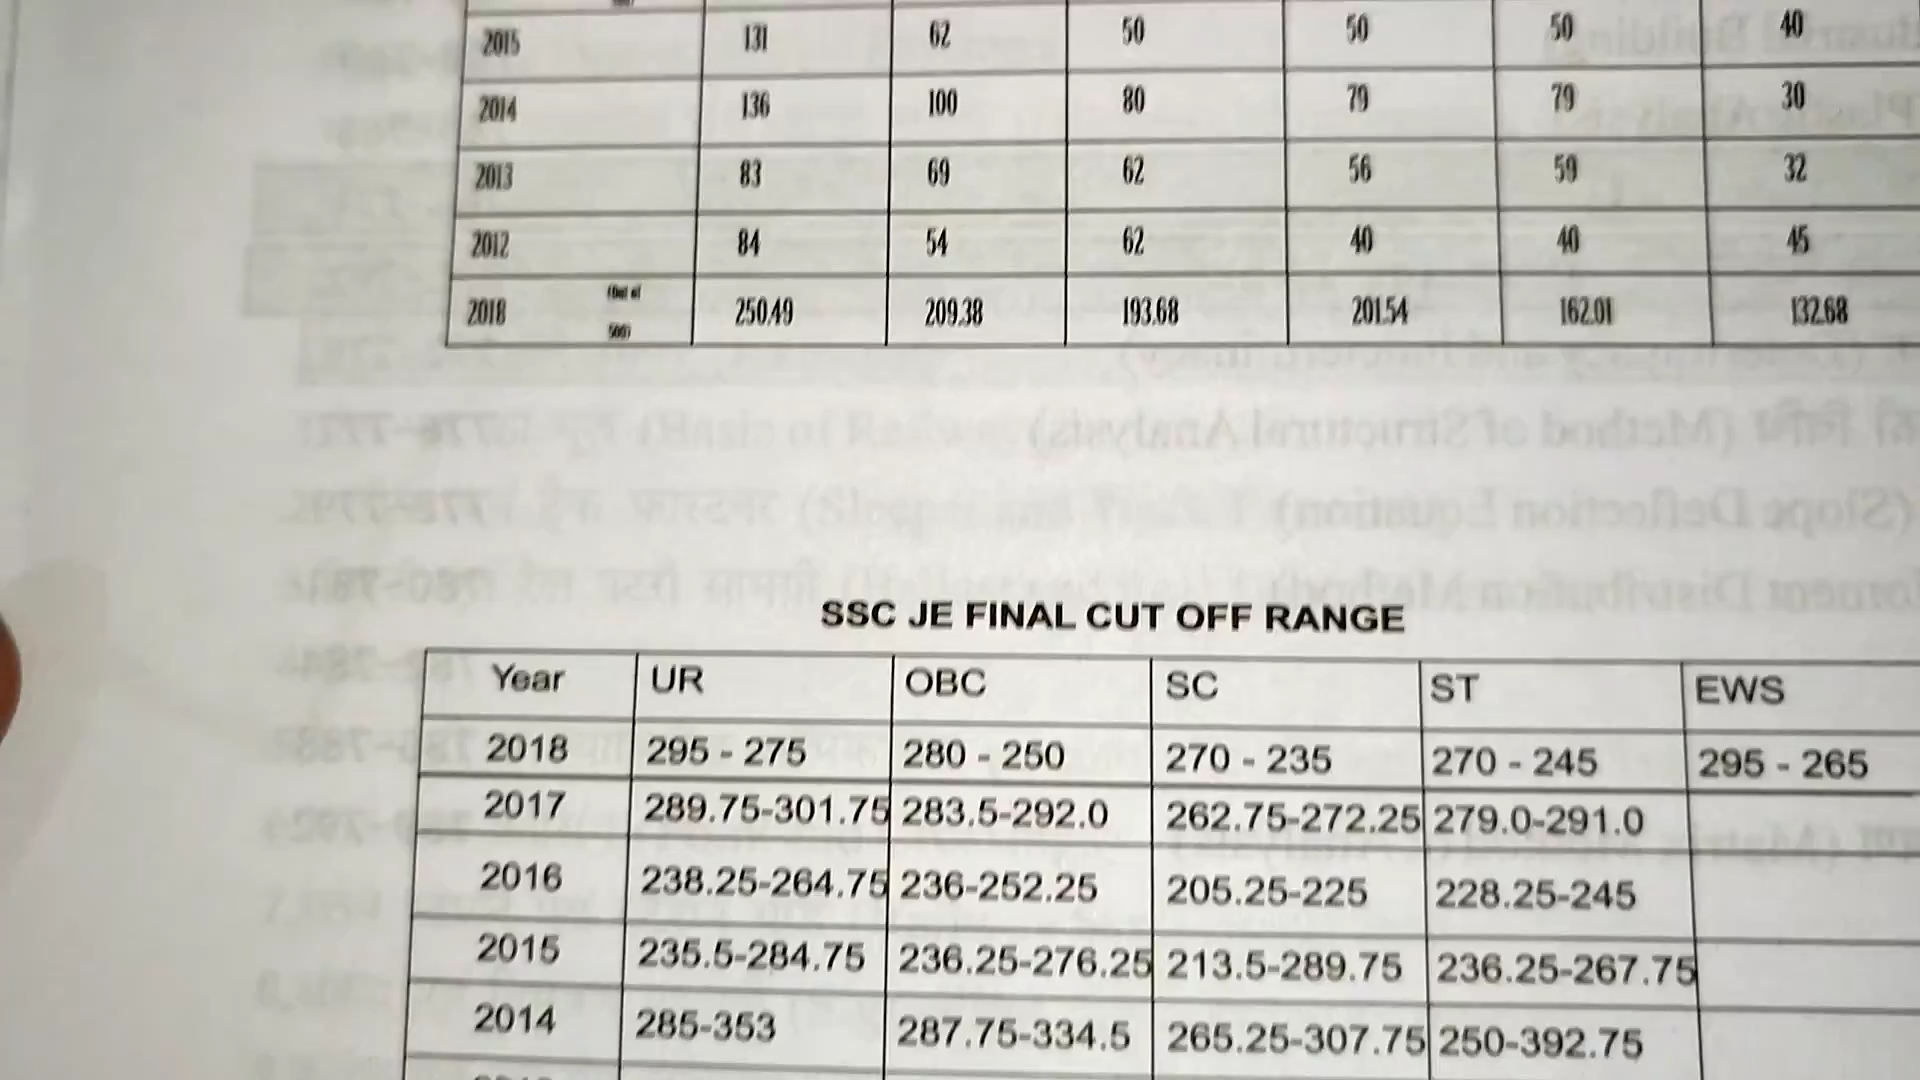 2015 131 62 50 50 50 40
2014 136 100 80 79 79 30
2013 83 69 62 56 59 32
2012 84 54 62 40 40 45
2018 (Out of 500) 250.49 209.38 193.68 201.54 162.01 132.68
SSC JE FINAL CUT OFF RANGE
Year UR OBC SC ST EWS
2018 295 - 275 280 - 250 270 - 235 270 - 245 295 - 265
2017 289.75-301.75 283.5-292.0 262.75-272.25 279.0-291.0
2016 238.25-264.75 236-252.25 205.25-225 228.25-245
2015 235.5-284.75 236.25-276.25 213.5-289.75 236.25-267.75
2014 285-353 287.75-334.5 265.25-307.75 250-392.75